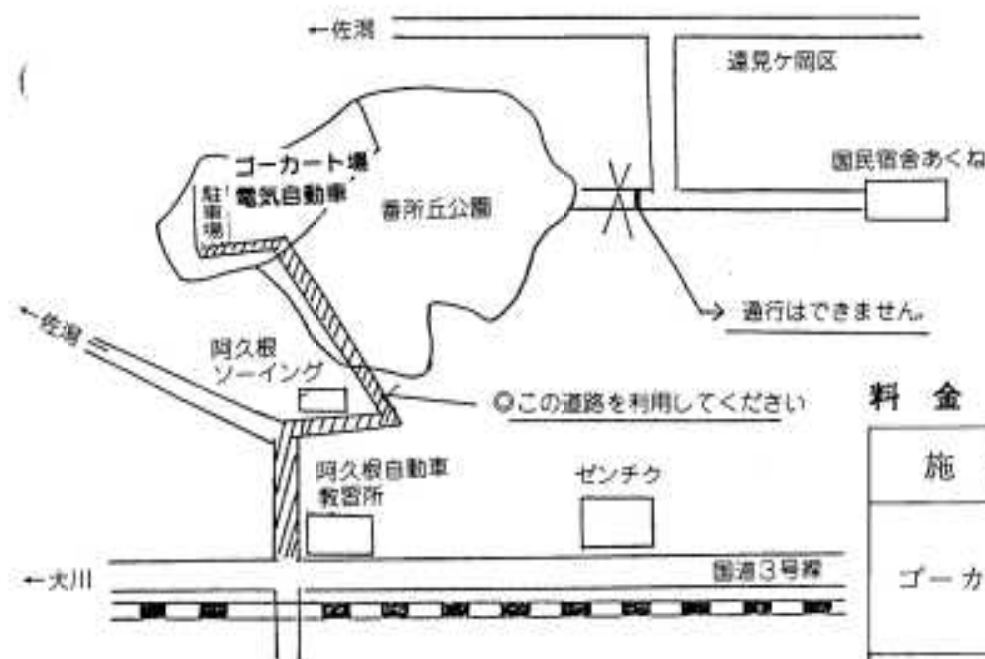 ←佐潟
遠見ケ岡区
国民宿舎あくね
ゴーカート場
電気自動車
駐車場
番所丘公園
→ 通行はできません。
←佐潟
阿久根
ソーイング
◎この道路を利用してください
料金
施
阿久根自動車
教習所
ゼンチク
国道3号線
←大川
ゴーカ